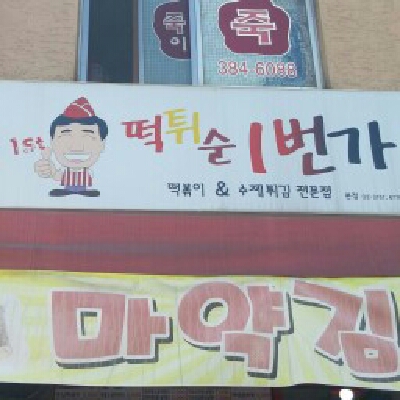 죽
이
죽
384-6088
1st
떡튀순1번가
떡볶이 & 수제튀김 전문점
마약김